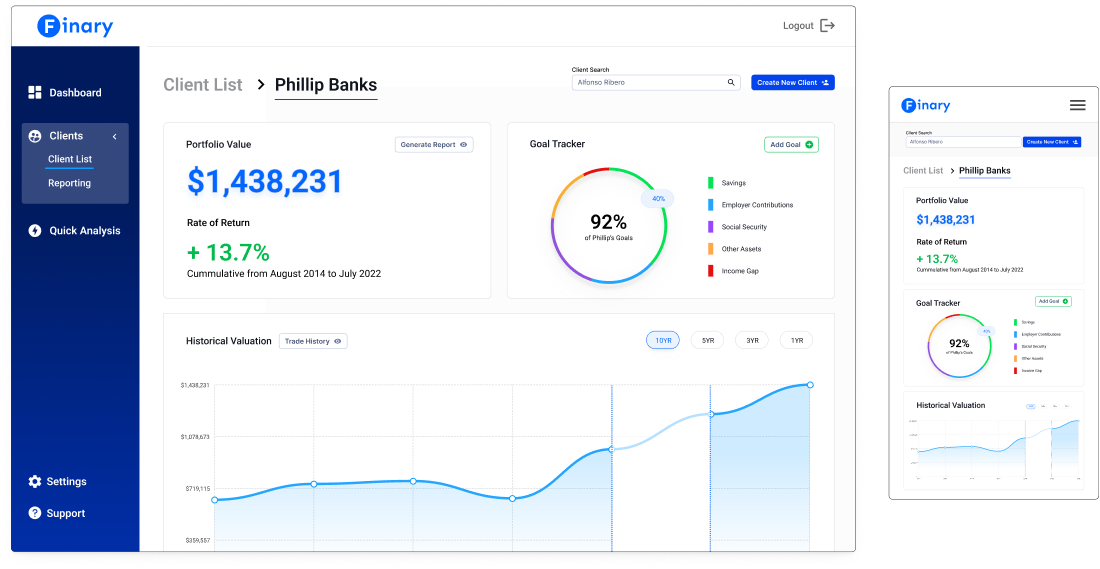 Finary
Logout
Dashboard
Clients
Client List
Reporting
Quick Analysis
Settings
Support
Client List > Phillip Banks
Client Search
Alfonso Ribero
Create New Client
Portfolio Value
Generate Report
$1,438,231
Rate of Return
+ 13.7%
Cummulative from August 2014 to July 2022
Goal Tracker
Add Goal
40%
92%
of Phillip's Goals
Savings
Employer Contributions
Social Security
Other Assets
Income Gap
Historical Valuation
Trade History
10YR
5YR
3YR
1YR
$1,438,231
$1,078,673
$719,115
$359,557
Finary
Client Search
Alfonso Ribero
Create New Client
Client List > Phillip Banks
Portfolio Value
$1,438,231
Rate of Return
+ 13.7%
Cummulative from August 2014 to July 2022
Goal Tracker
Add Goal
40%
92%
of Phillip's Goals
Savings
Employer Contributions
Social Security
Other Assets
Income Gap
Historical Valuation